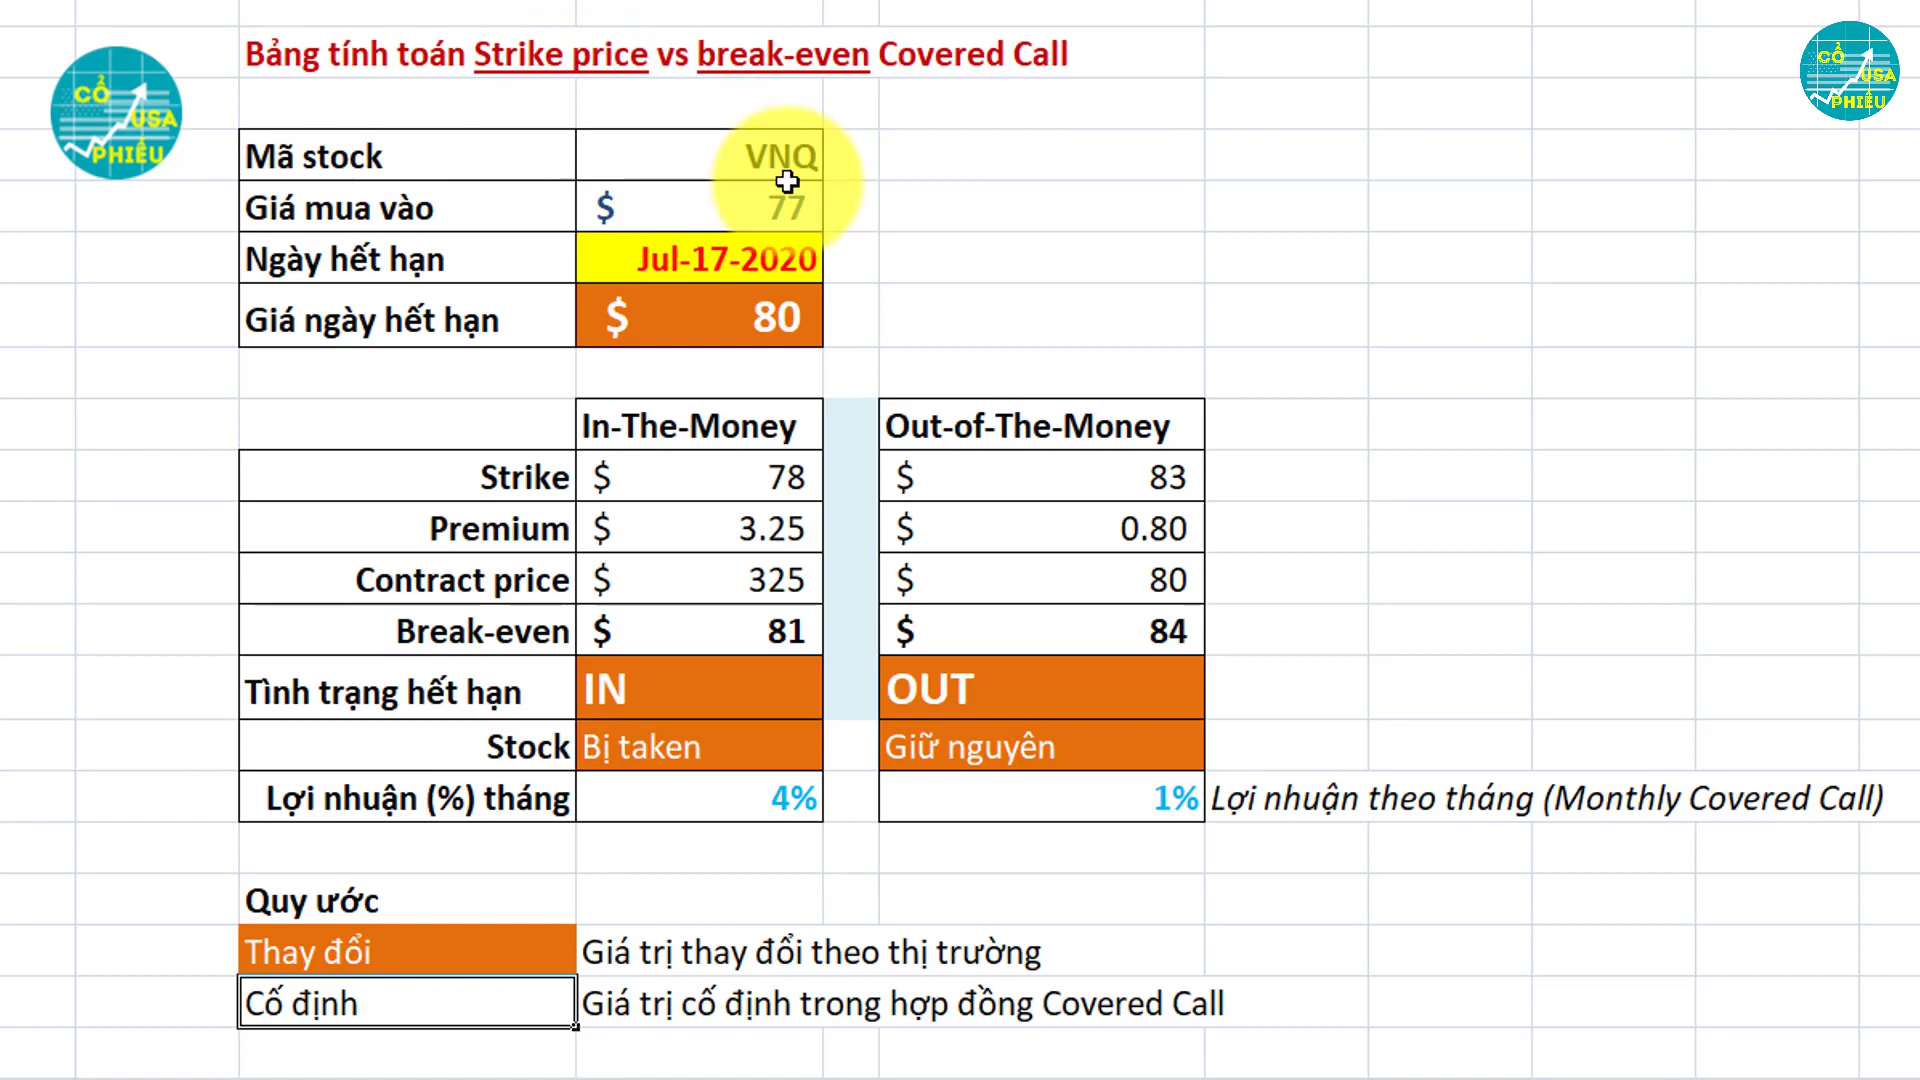 Bảng tính toán Strike price vs break-even Covered Call
CỔ
USA
PHIẾU
CỔ
USA
PHIẾU
Mã stock VNQ
Giá mua vào $ 77
Ngày hết hạn Jul-17-2020
Giá ngày hết hạn $ 80
In-The-Money Out-of-The-Money
Strike $ 78 $ 83
Premium $ 3.25 $ 0.80
Contract price $ 325 $ 80
Break-even $ 81 $ 84
Tình trạng hết hạn IN OUT
Stock Bị taken Giữ nguyên
Lợi nhuận (%) tháng 4% 1% Lợi nhuận theo tháng (Monthly Covered Call)
Quy ước
Thay đổi Giá trị thay đổi theo thị trường
Cố định Giá trị cố định trong hợp đồng Covered Call